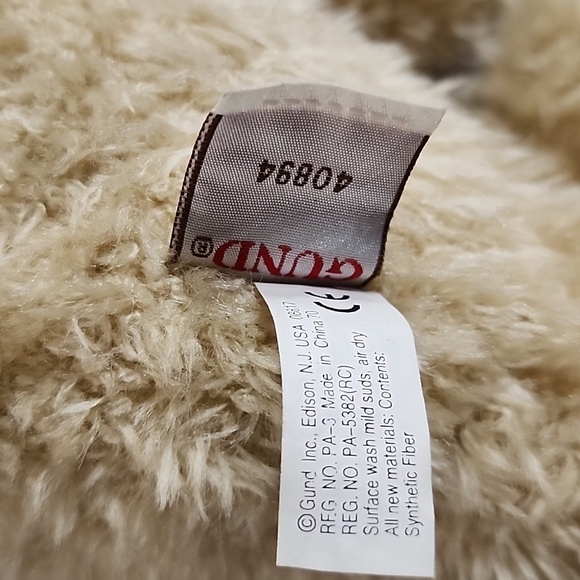 40894
GUND®
CE
© Gund Inc., Edison, N.J. USA 08817
REG. NO. PA-3 Made in China 70
REG. NO. PA-5382(RC)
Surface wash mild suds, air dry
All new materials: Contents:
Synthetic Fiber